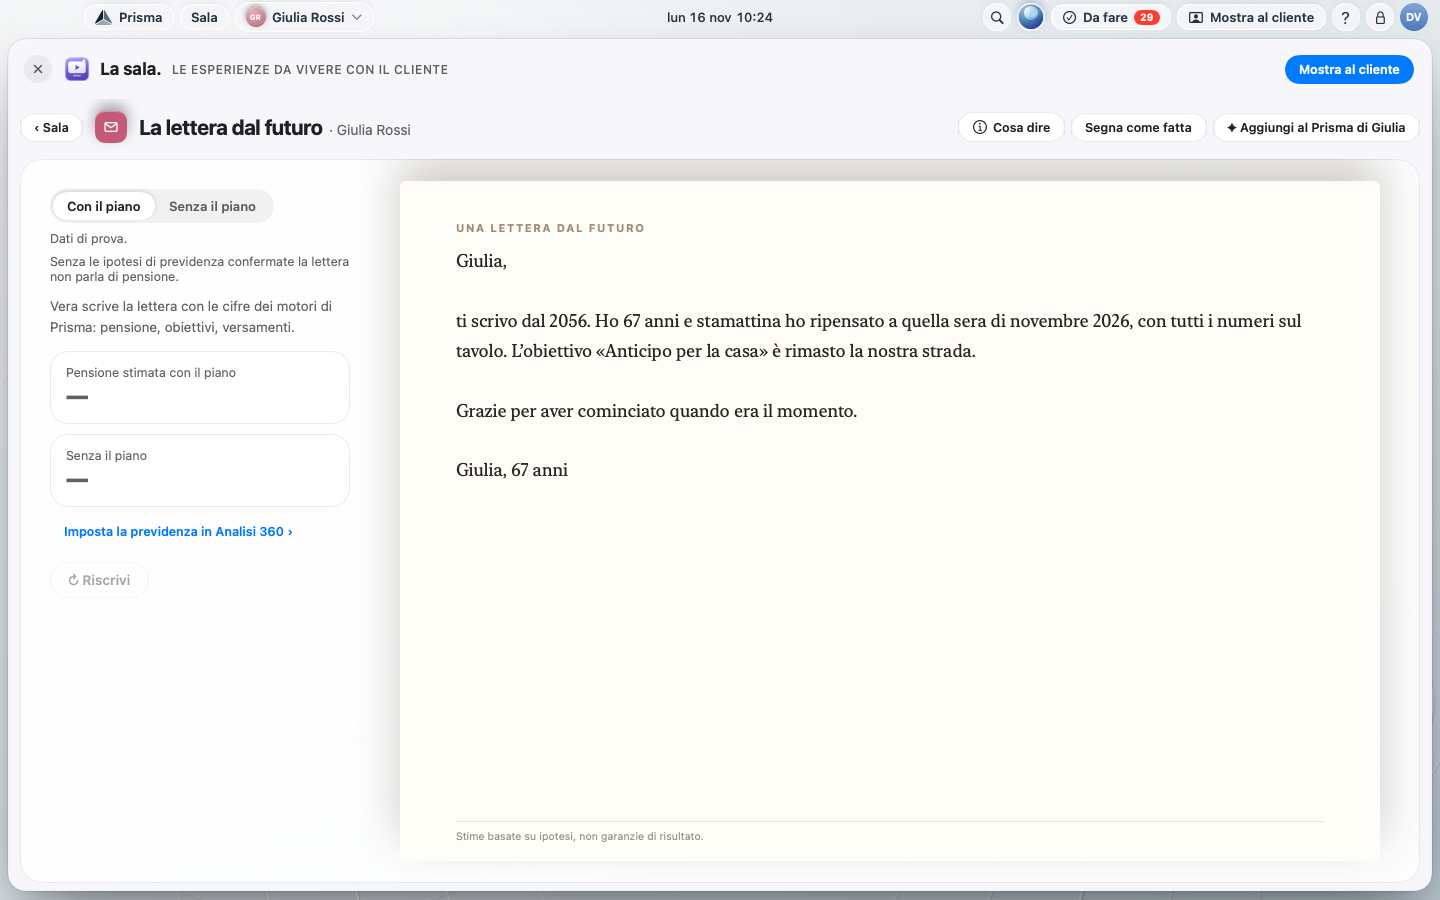 Prisma
Sala
GR Giulia Rossi
lun 16 nov 10:24
Da fare 29
Mostra al cliente
?
DV
La sala. LE ESPERIENZE DA VIVERE CON IL CLIENTE
Mostra al cliente
‹ Sala
La lettera dal futuro · Giulia Rossi
Cosa dire
Segna come fatta
Aggiungi al Prisma di Giulia
Con il piano
Senza il piano
Dati di prova.
Senza le ipotesi di previdenza confermate la lettera
non parla di pensione.
Vera scrive la lettera con le cifre dei motori di
Prisma: pensione, obiettivi, versamenti.
Pensione stimata con il piano
—
Senza il piano
—
Imposta la previdenza in Analisi 360 ›
Riscrivi
UNA LETTERA DAL FUTURO
Giulia,
ti scrivo dal 2056. Ho 67 anni e stamattina ho ripensato a quella sera di novembre 2026, con tutti i numeri sul
tavolo. L’obiettivo «Anticipo per la casa» è rimasto la nostra strada.
Grazie per aver cominciato quando era il momento.
Giulia, 67 anni
Stime basate su ipotesi, non garanzie di risultato.